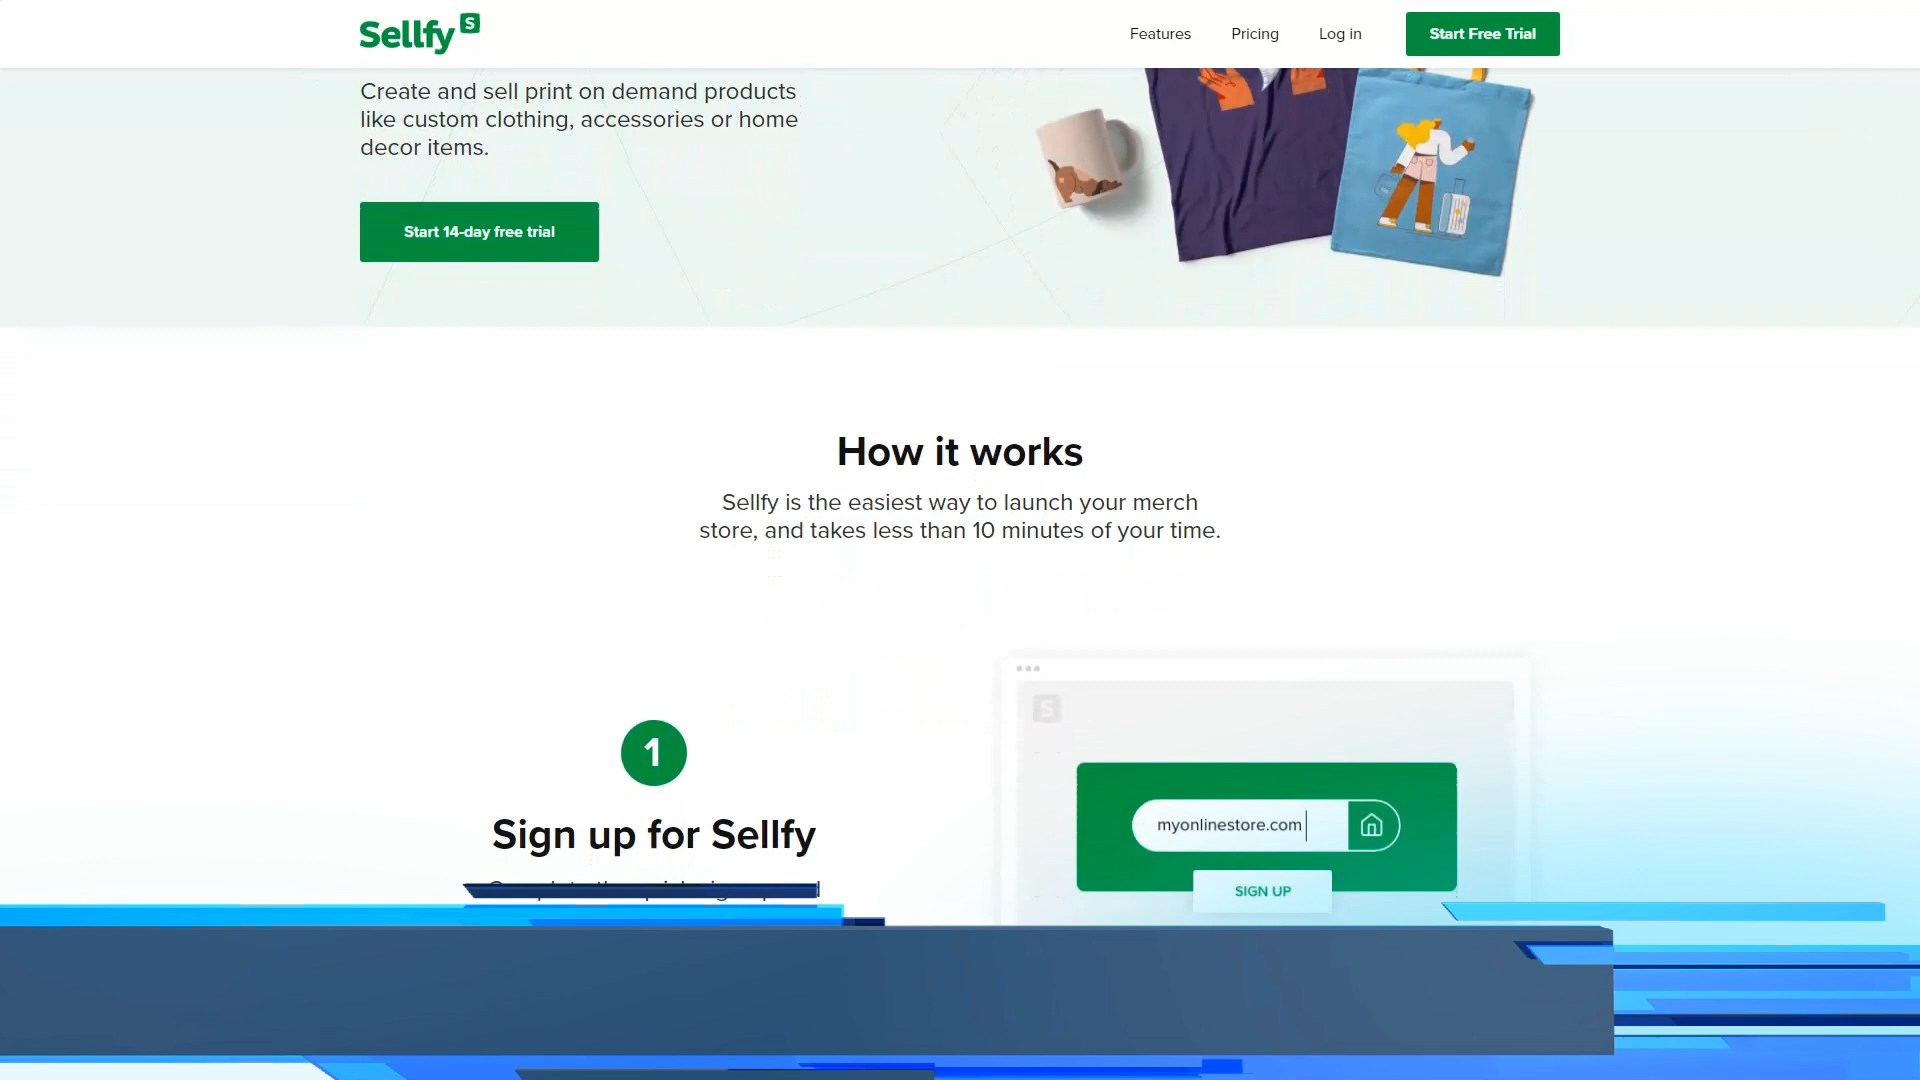 Sellfy S
Features
Pricing
Log in
Start Free Trial
Create and sell print on demand products
like custom clothing, accessories or home
decor items.
Start 14-day free trial
How it works
Sellfy is the easiest way to launch your merch
store, and takes less than 10 minutes of your time.
1
Sign up for Sellfy
S
myonlinestore.com
SIGN UP